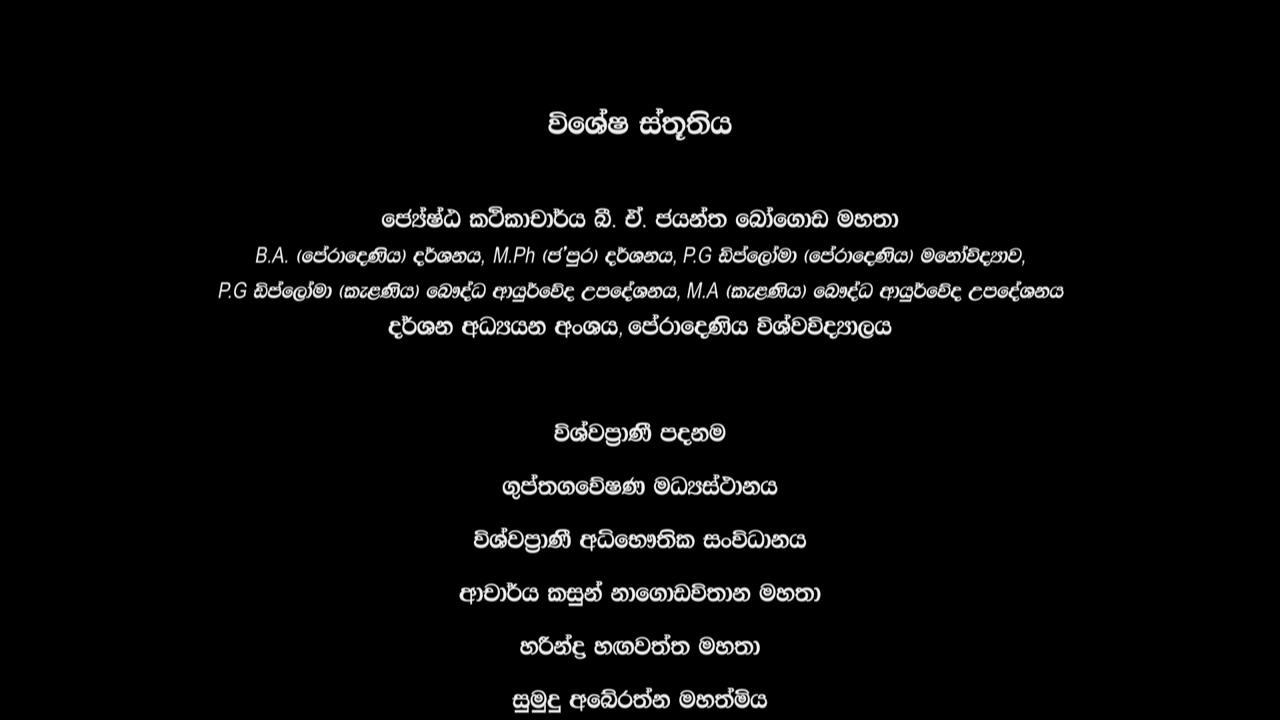 විශේෂ ස්තූතිය
ජ්‍යේෂ්ඨ කථිකාචාර්ය බී. ඒ. ජයන්ත බෝගොඩ මහතා
B.A. (පේරාදෙණිය) දර්ශනය, M.Ph (ජ'පුර) දර්ශනය, P.G ඩිප්ලෝමා (පේරාදෙණිය) මනෝවිද්‍යාව,
P.G ඩිප්ලෝමා (කැළණිය) බෞද්ධ ආයුර්වේද උපදේශනය, M.A (කැළණිය) බෞද්ධ ආයුර්වේද උපදේශනය
දර්ශන අධ්‍යයන අංශය, පේරාදෙණිය විශ්වවිද්‍යාලය
විශ්වප්‍රාණී පදනම
ගුප්තගවේෂණ මධ්‍යස්ථානය
විශ්වප්‍රාණී අධිභෞතික සංවිධානය
ආචාර්ය කසුන් නාගොඩවිතාන මහතා
හරීන්ද්‍ර හඟවත්ත මහතා
සුමුදු අබේරත්න මහත්මිය